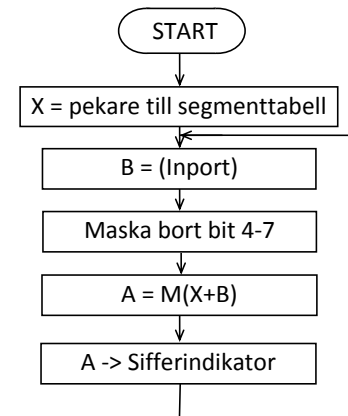 START
X = pekare till segmenttabell
B = (Inport)
Maska bort bit 4-7
A = M(X+B)
A -> Sifferindikator